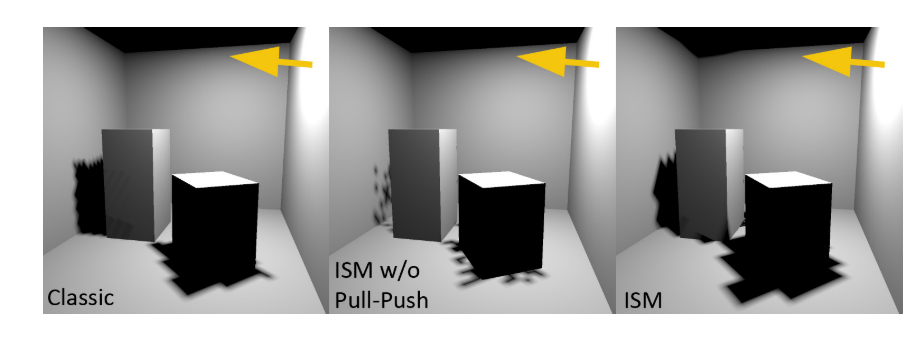 Classic
ISM w/o
Pull-Push
ISM